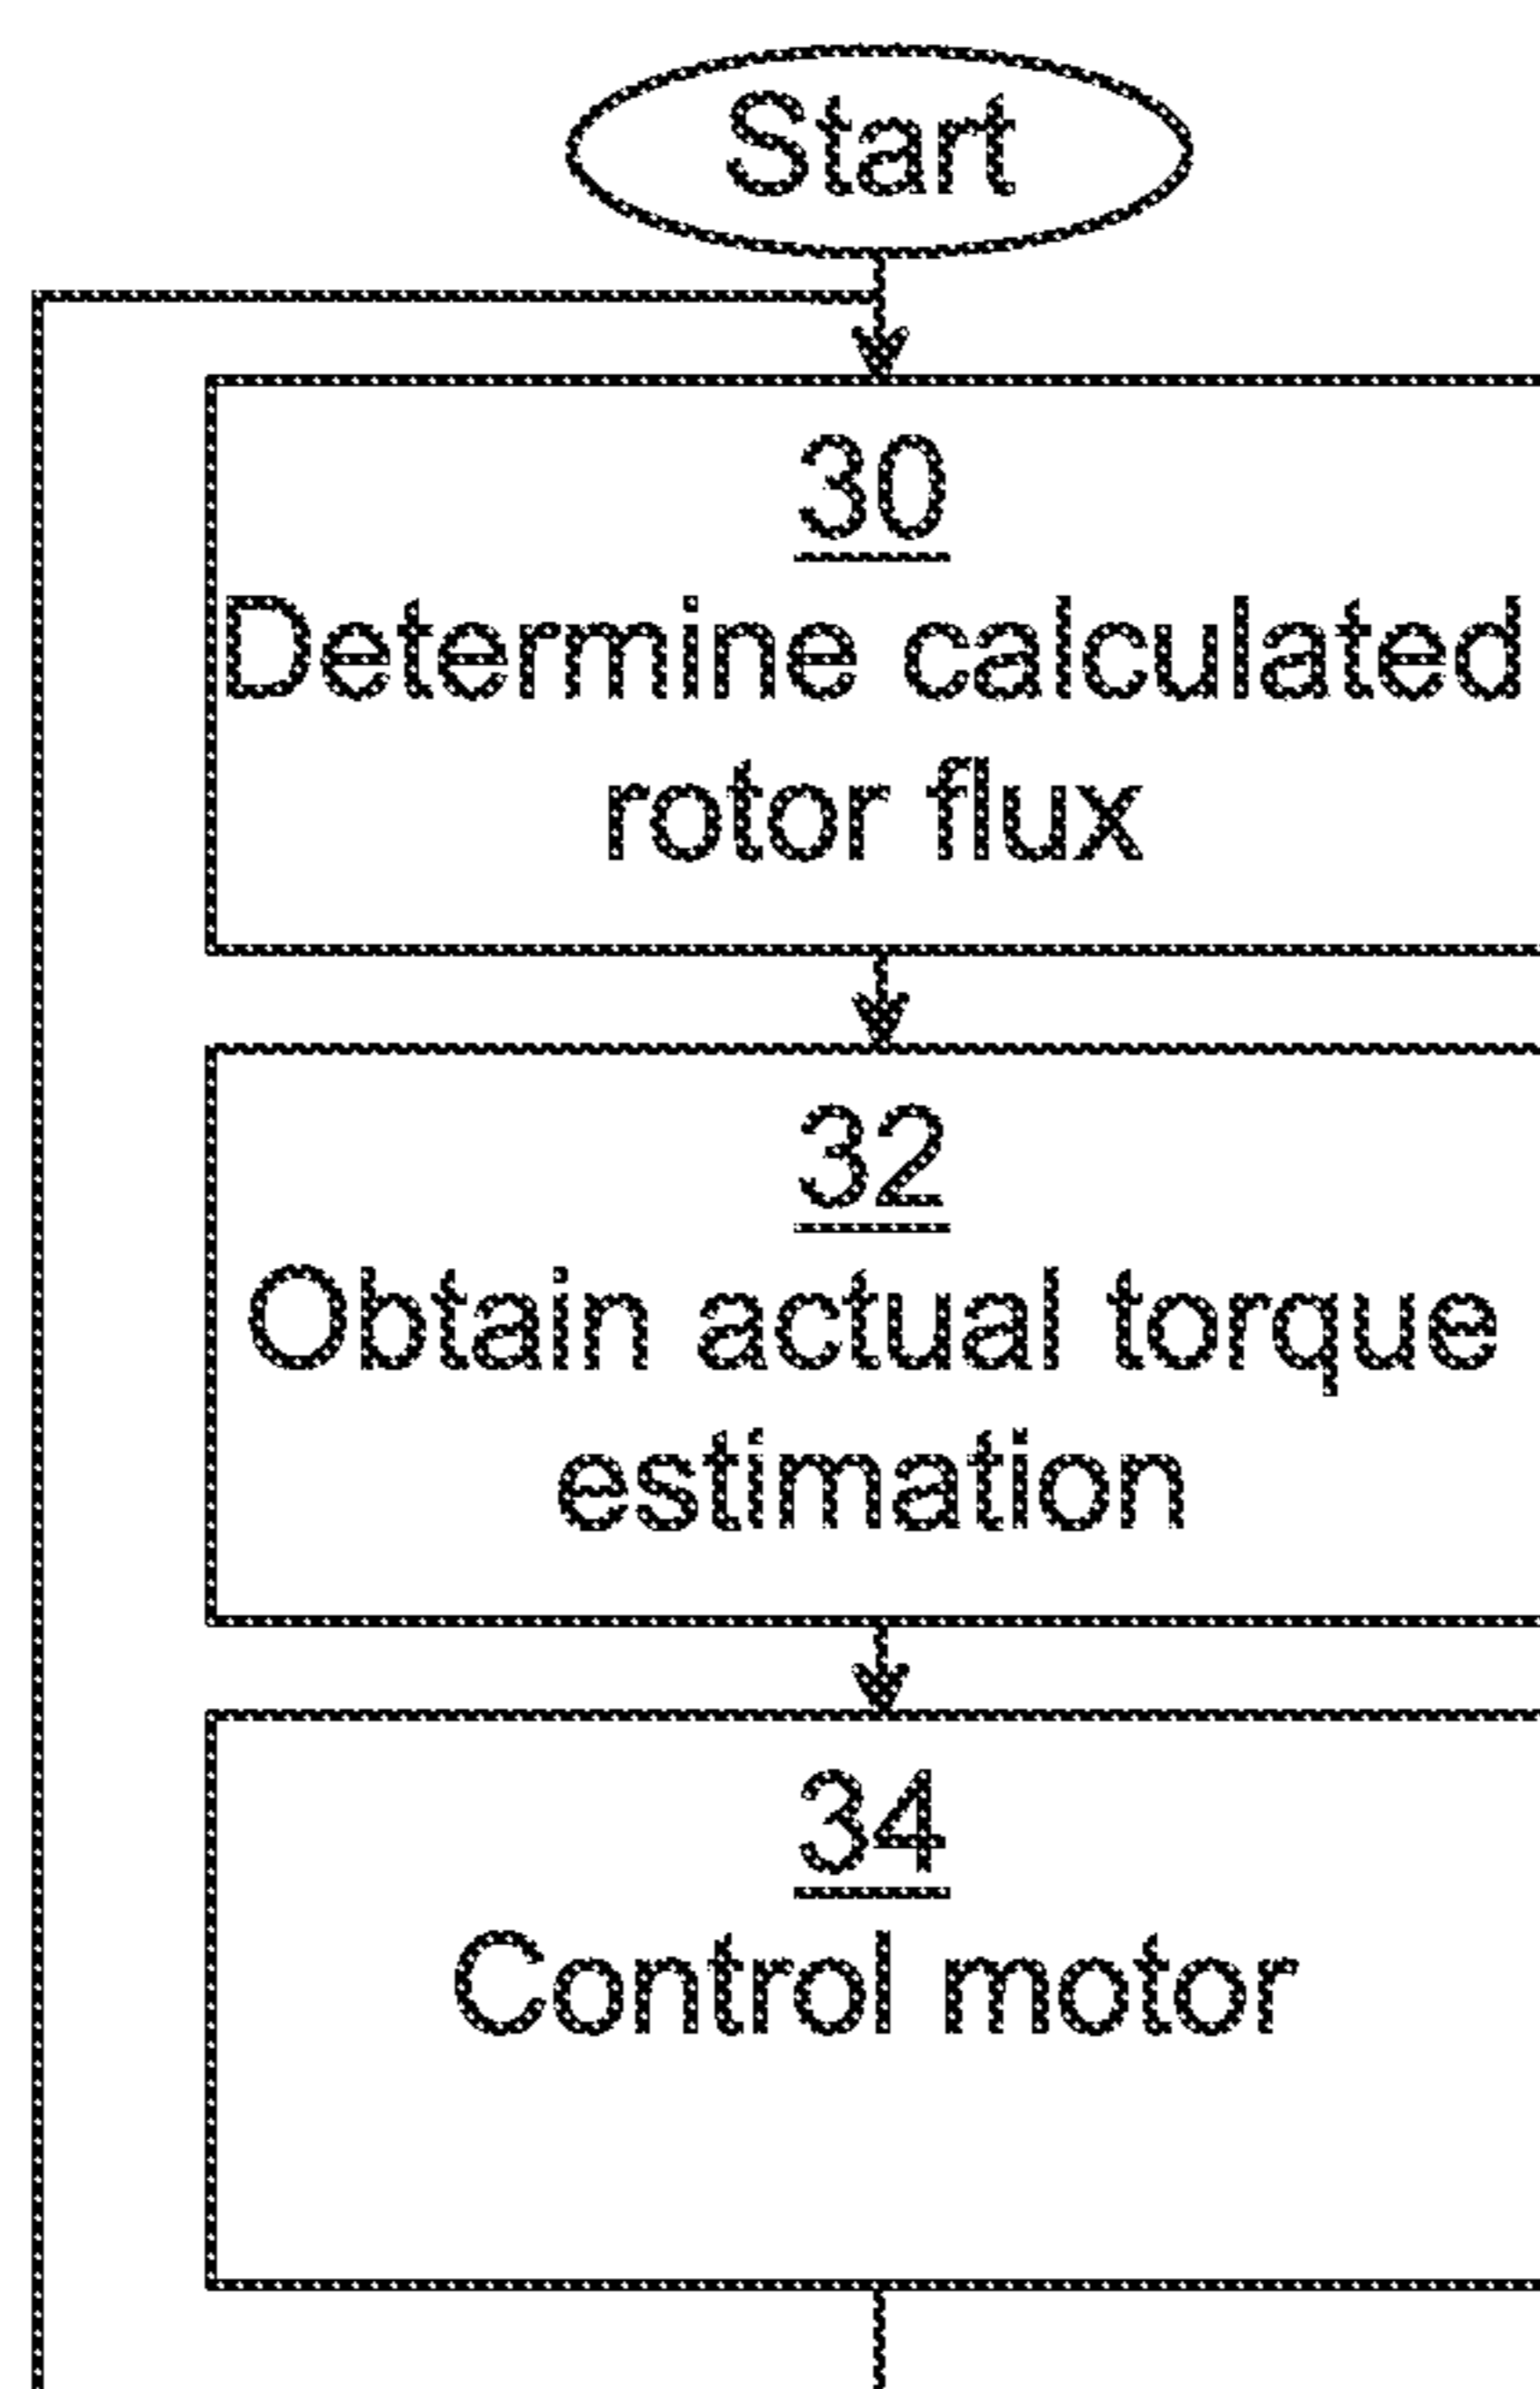 Start
30
Determine calculated
rotor flux
32
Obtain actual torque
estimation
34
Control motor